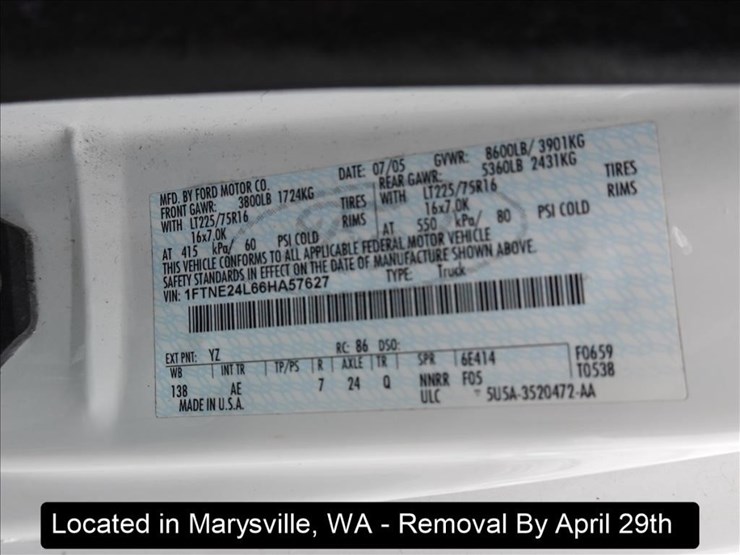 MFD. BY FORD MOTOR CO. DATE: 07/05 GVWR: 8600LB/ 3901KG
FRONT GAWR: 3800LB 1724KG REAR GAWR: 5360LB 2431KG
WITH LT225/75R16 TIRES WITH LT225/75R16 TIRES
16x7.0K RIMS 16x7.0K RIMS
AT 415 kPa/ 60 PSI COLD AT 550 kPa/ 80 PSI COLD
THIS VEHICLE CONFORMS TO ALL APPLICABLE FEDERAL MOTOR VEHICLE
SAFETY STANDARDS IN EFFECT ON THE DATE OF MANUFACTURE SHOWN ABOVE.
VIN: 1FTNE24L66HA57627 TYPE: Truck
EXT PNT: YZ RC: 86 DSO:
WB INT TR TP/PS R AXLE TR SPR 6E414 F0659
138 AE 7 24 Q NNRR F05 T0538
MADE IN U.S.A. ULC 5U5A-3520472-AA
Located in Marysville, WA - Removal By April 29th